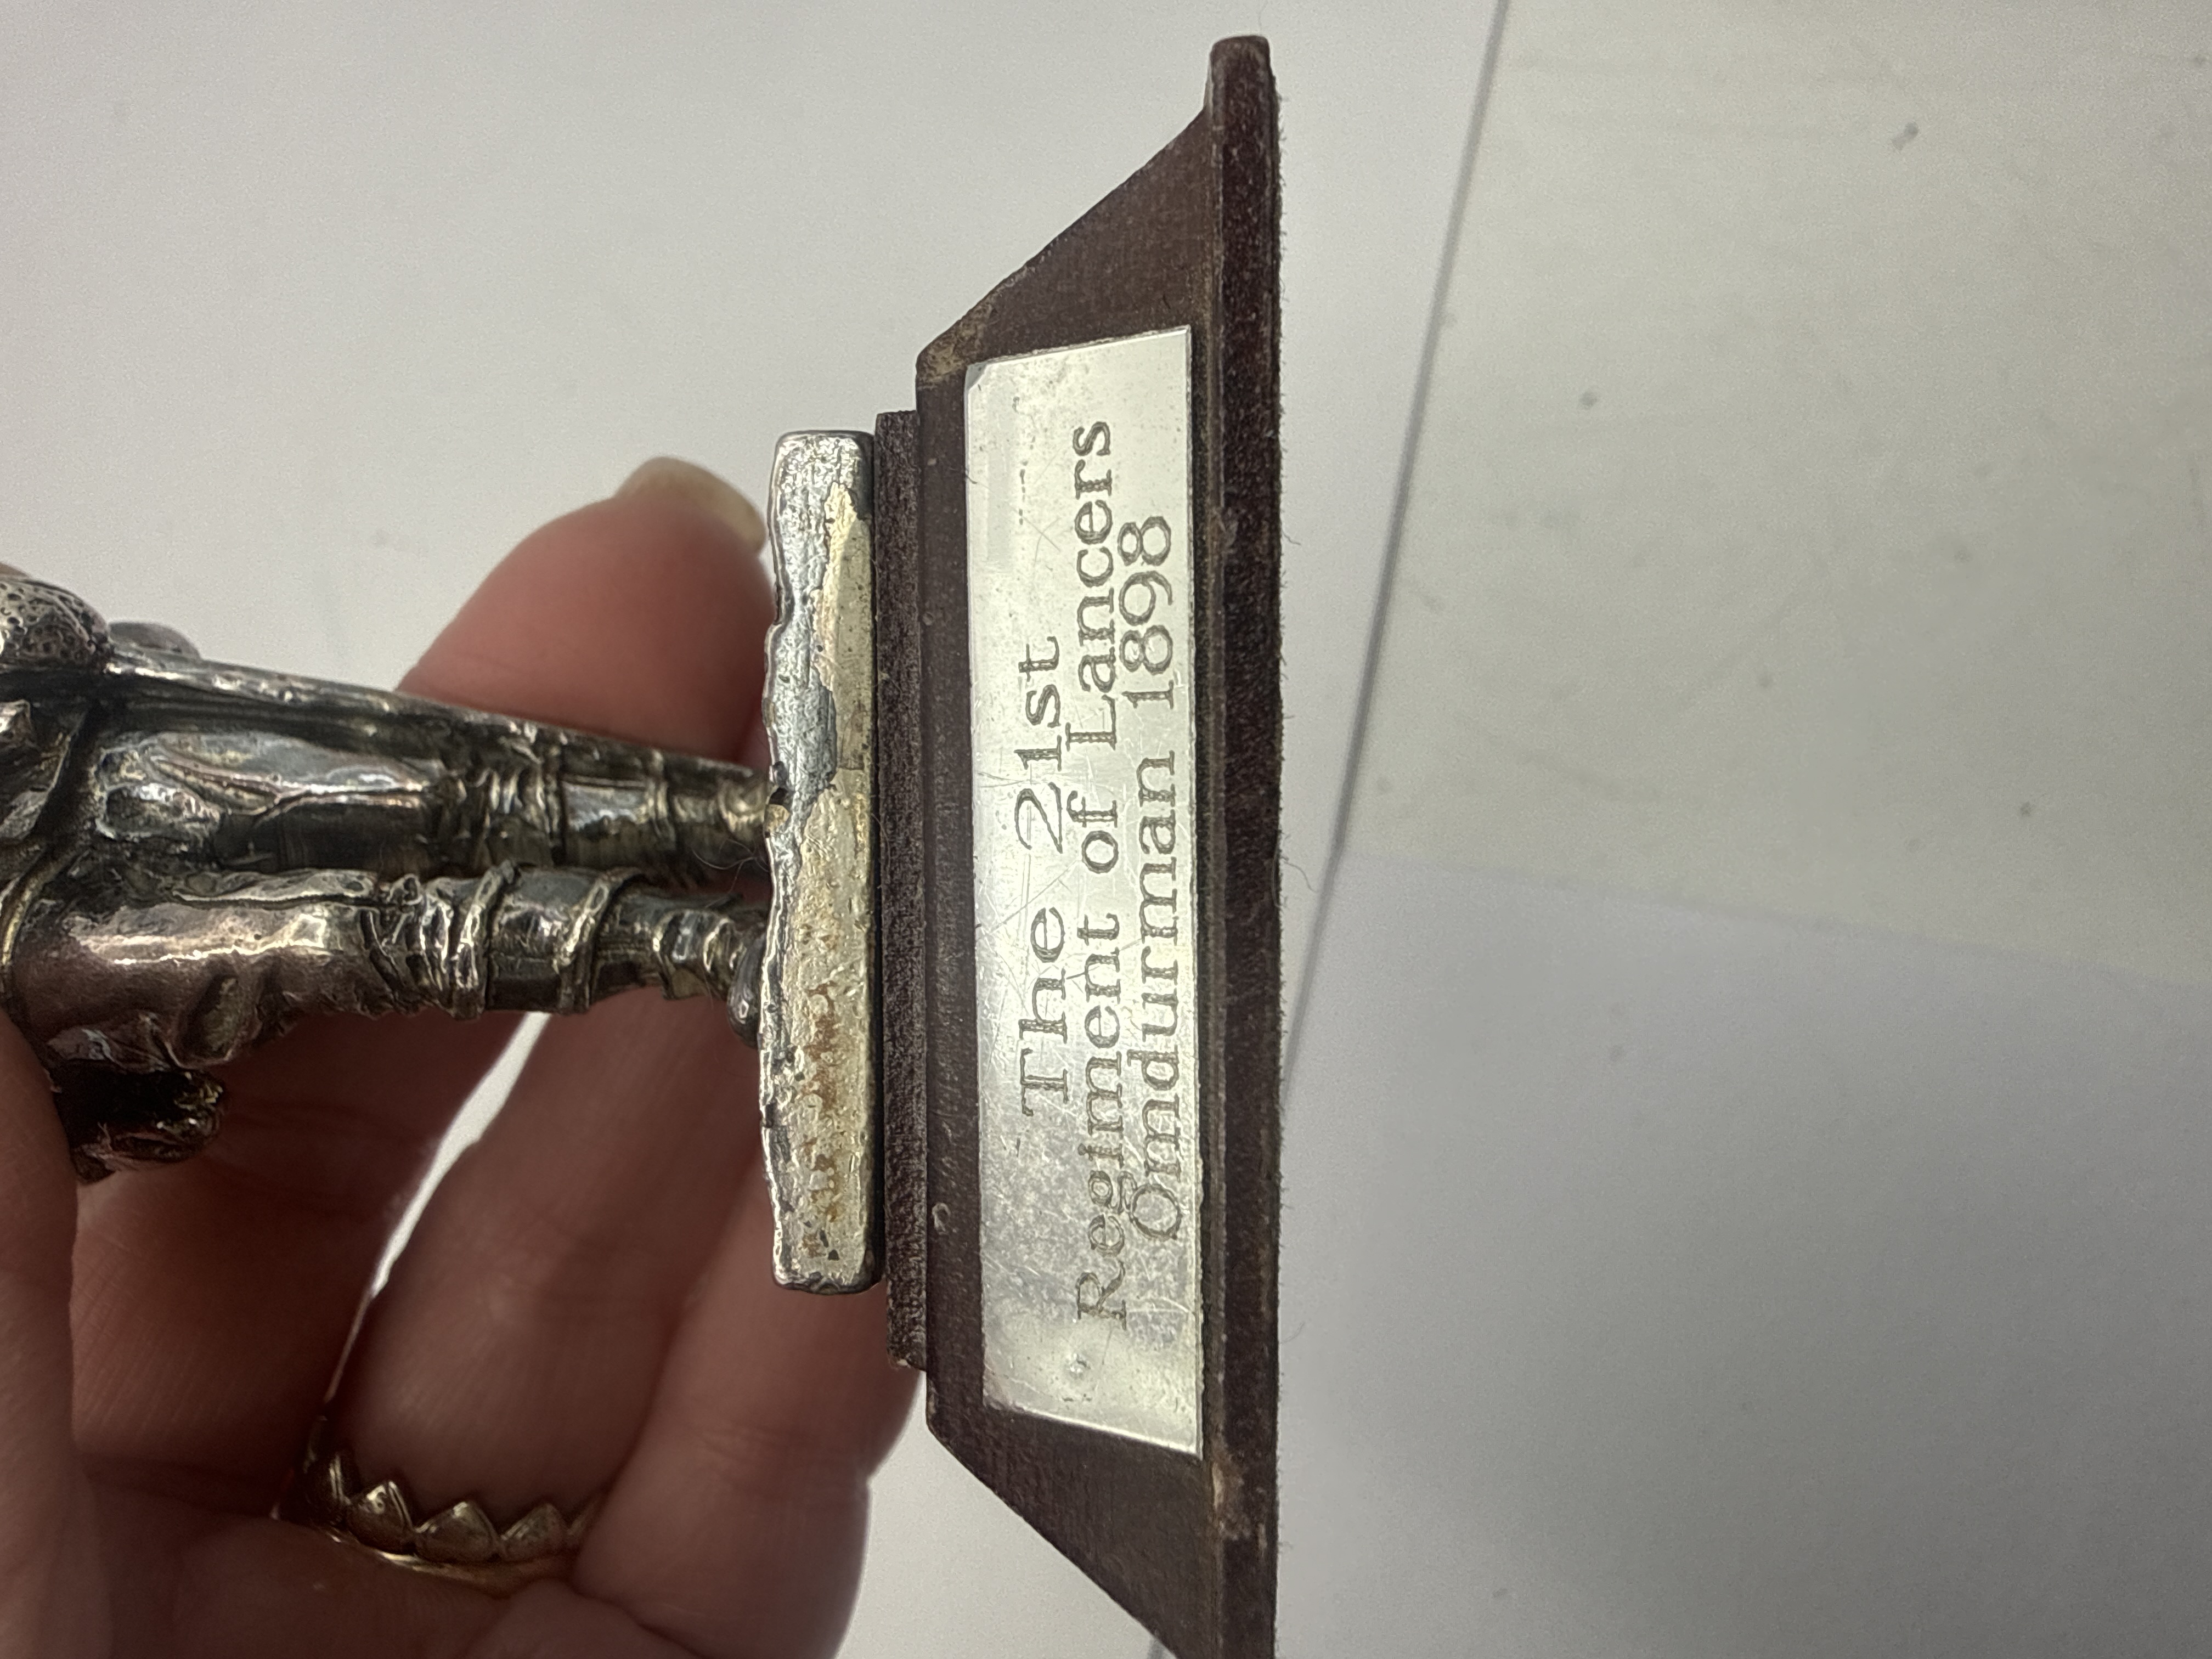 The 21st
Regiment of Lancers
Omdurman 1898